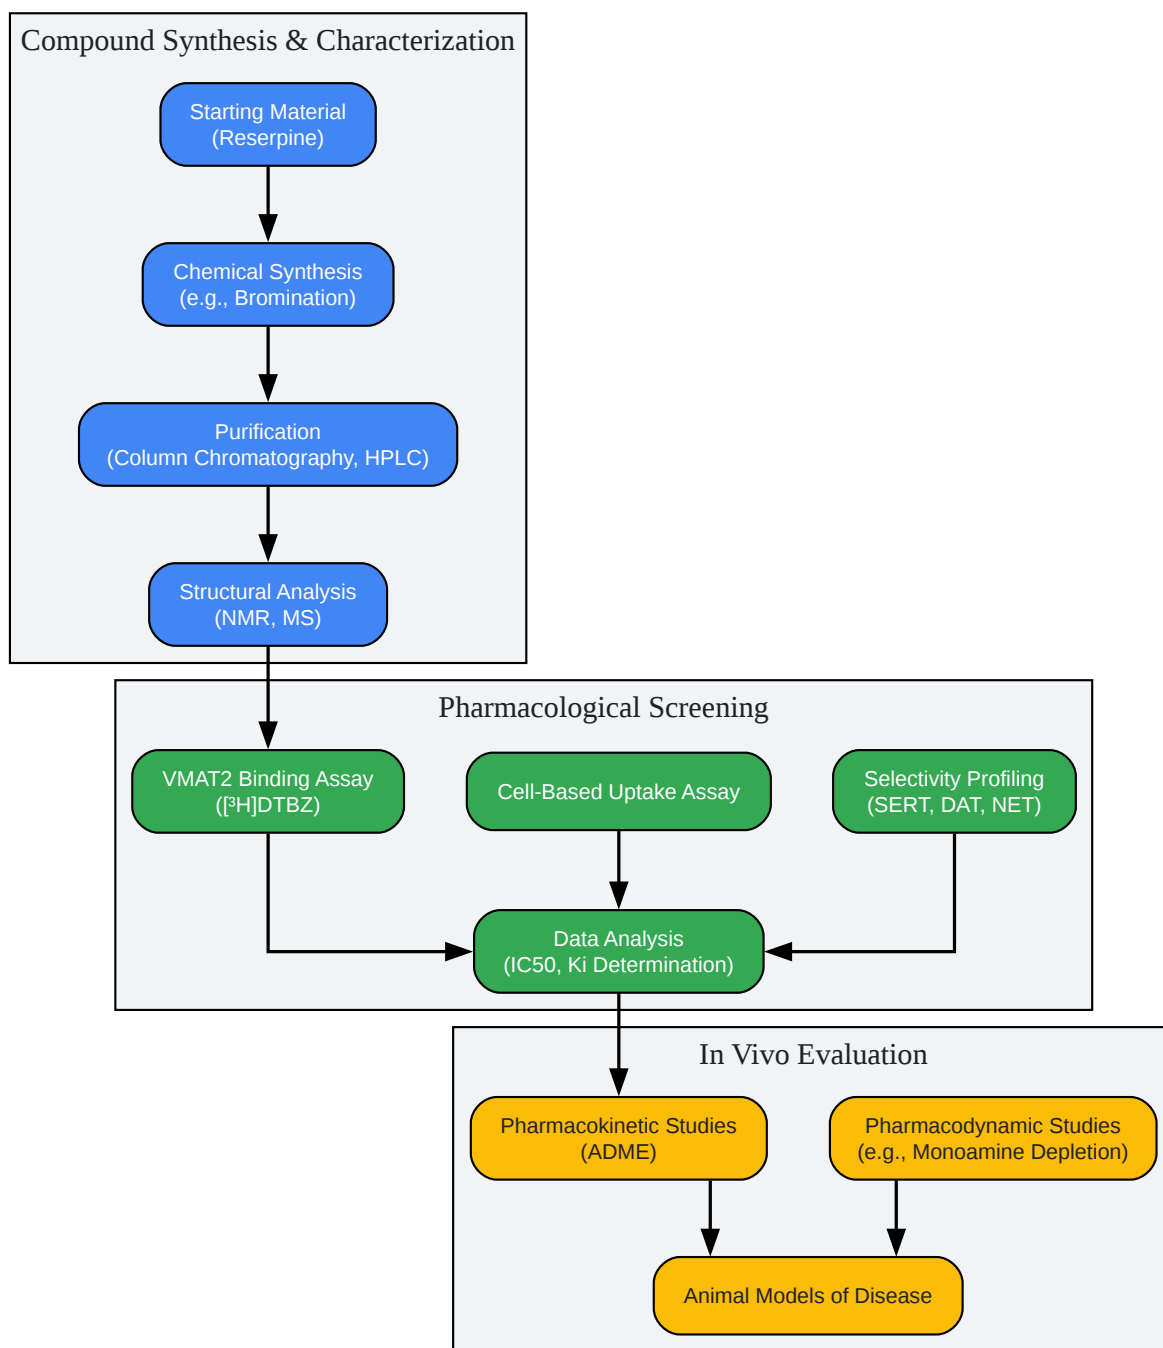 Compound Synthesis & Characterization
Starting Material
(Reserpine)
Chemical Synthesis
(e.g., Bromination)
Purification
(Column Chromatography, HPLC)
Structural Analysis
(NMR, MS)
Pharmacological Screening
VMAT2 Binding Assay
([³H]DTBZ)
Cell-Based Uptake Assay
Selectivity Profiling
(SERT, DAT, NET)
Data Analysis
(IC50, Ki Determination)
In Vivo Evaluation
Pharmacokinetic Studies
(ADME)
Pharmacodynamic Studies
(e.g., Monoamine Depletion)
Animal Models of Disease